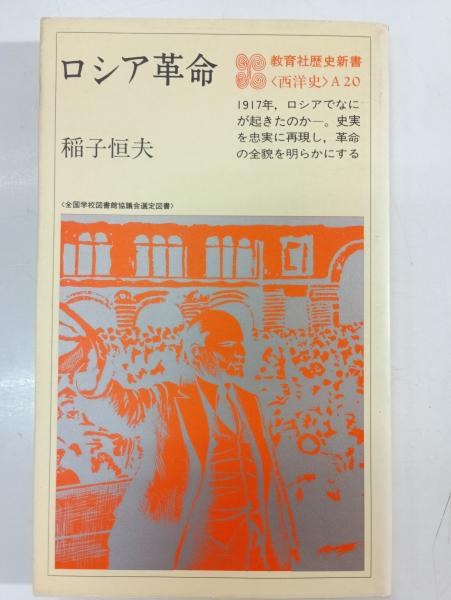 ロシア革命
稲子恒夫
教育社歴史新書
〈西洋史〉A20
1917年，ロシアでなに
が起きたのか─。史実
を忠実に再現し，革命
の全貌を明らかにする
〈全国学校図書館協議会選定図書〉